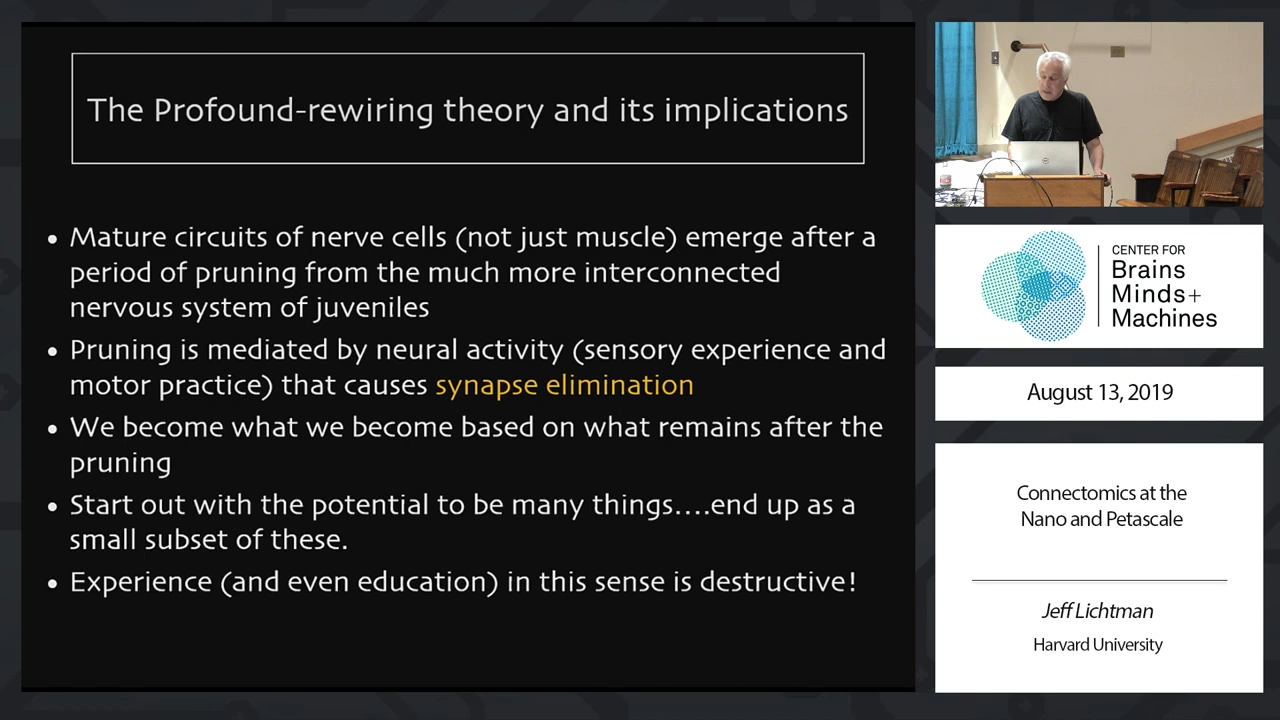 The Profound-rewiring theory and its implications
• Mature circuits of nerve cells (not just muscle) emerge after a
period of pruning from the much more interconnected
nervous system of juveniles
• Pruning is mediated by neural activity (sensory experience and
motor practice) that causes synapse elimination
• We become what we become based on what remains after the
pruning
• Start out with the potential to be many things....end up as a
small subset of these.
• Experience (and even education) in this sense is destructive!
CENTER FOR
Brains
Minds+
Machines
August 13, 2019
Connectomics at the
Nano and Petascale
Jeff Lichtman
Harvard University